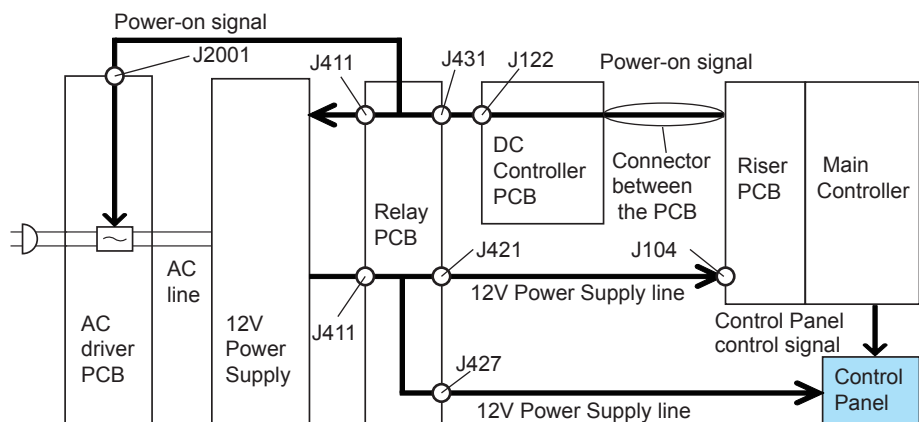 Power-on signal
J2001
J411
J431
J122
Power-on signal
DC
Controller
PCB
Connector
between
the PCB
Riser
PCB
Main
Controller
Relay
PCB
AC
line
J421
J104
12V Power Supply line
J411
AC
driver
PCB
12V
Power
Supply
Control Panel
control signal
J427
12V Power Supply line
Control
Panel